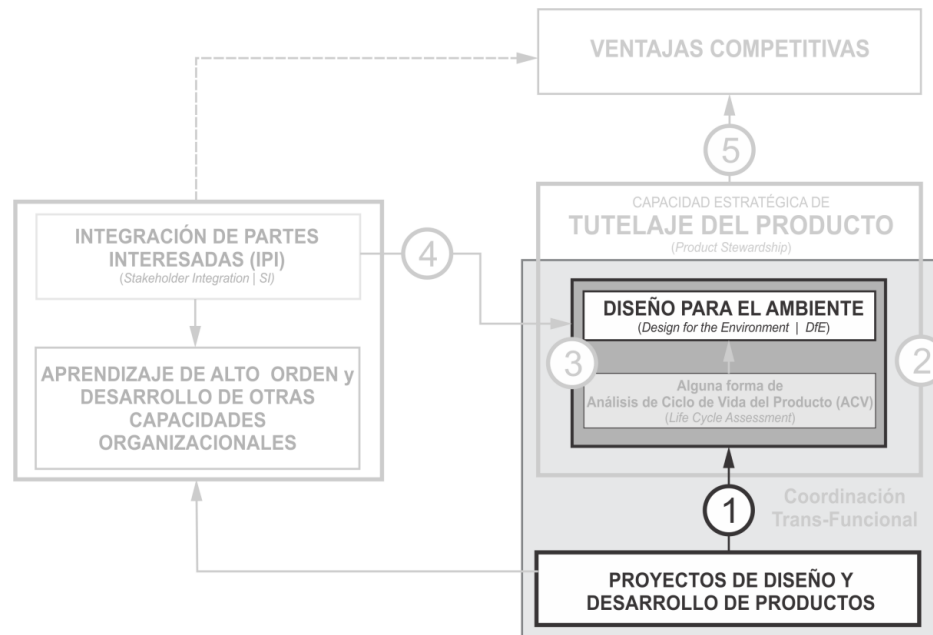 VENTAJAS COMPETITIVAS
5
CAPACIDAD ESTRATÉGICA DE
TUTELAJE DEL PRODUCTO
(Product Stewardship)
INTEGRACIÓN DE PARTES
INTERESADAS (IPI)
(Stakeholder Integration | SI)
4
DISEÑO PARA EL AMBIENTE
(Design for the Environment | DfE)
3
2
Alguna forma de
Análisis de Ciclo de Vida del Producto (ACV)
(Life Cycle Assessment)
APRENDIZAJE DE ALTO ORDEN y
DESARROLLO DE OTRAS
CAPACIDADES
ORGANIZACIONALES
1
Coordinación
Trans-Funcional
PROYECTOS DE DISEÑO Y
DESARROLLO DE PRODUCTOS